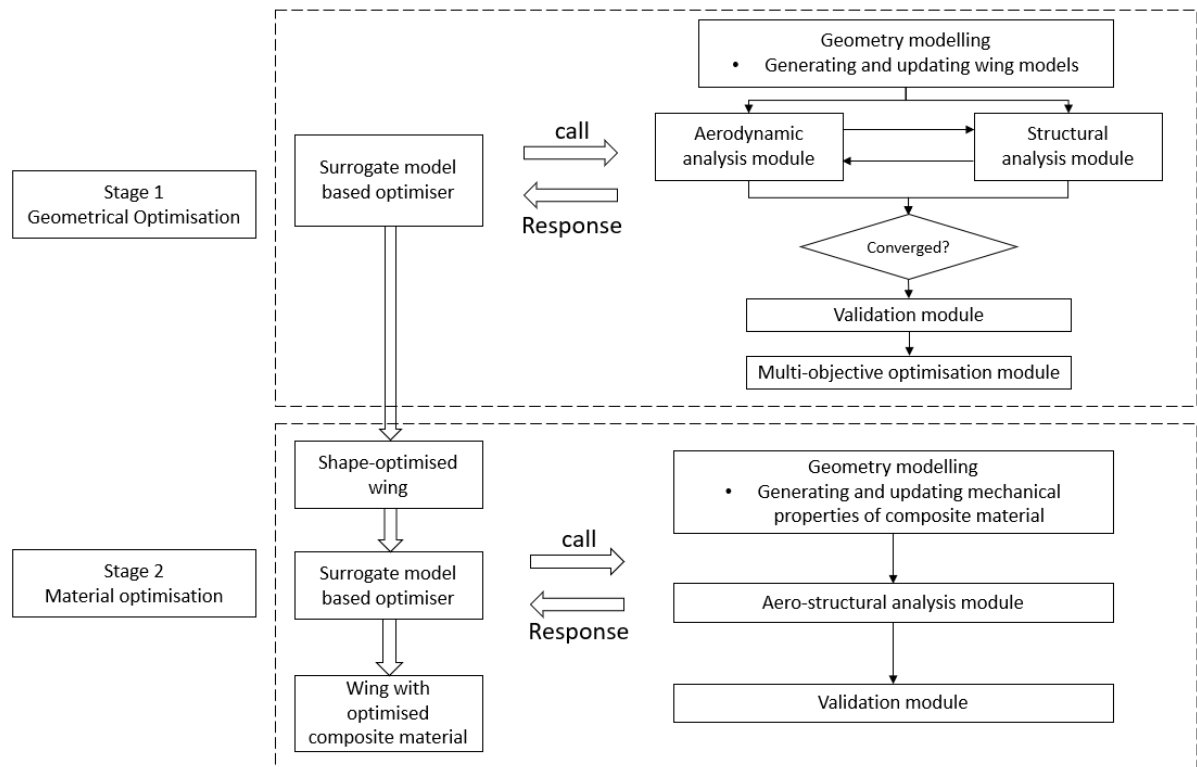 Stage 1
Geometrical Optimisation
Surrogate model
based optimiser
call
Response
Geometry modelling
• Generating and updating wing models
Aerodynamic
analysis module
Structural
analysis module
Converged?
Validation module
Multi-objective optimisation module
Stage 2
Material optimisation
Shape-optimised
wing
Surrogate model
based optimiser
Wing with
optimised
composite material
call
Response
Geometry modelling
• Generating and updating mechanical
properties of composite material
Aero-structural analysis module
Validation module